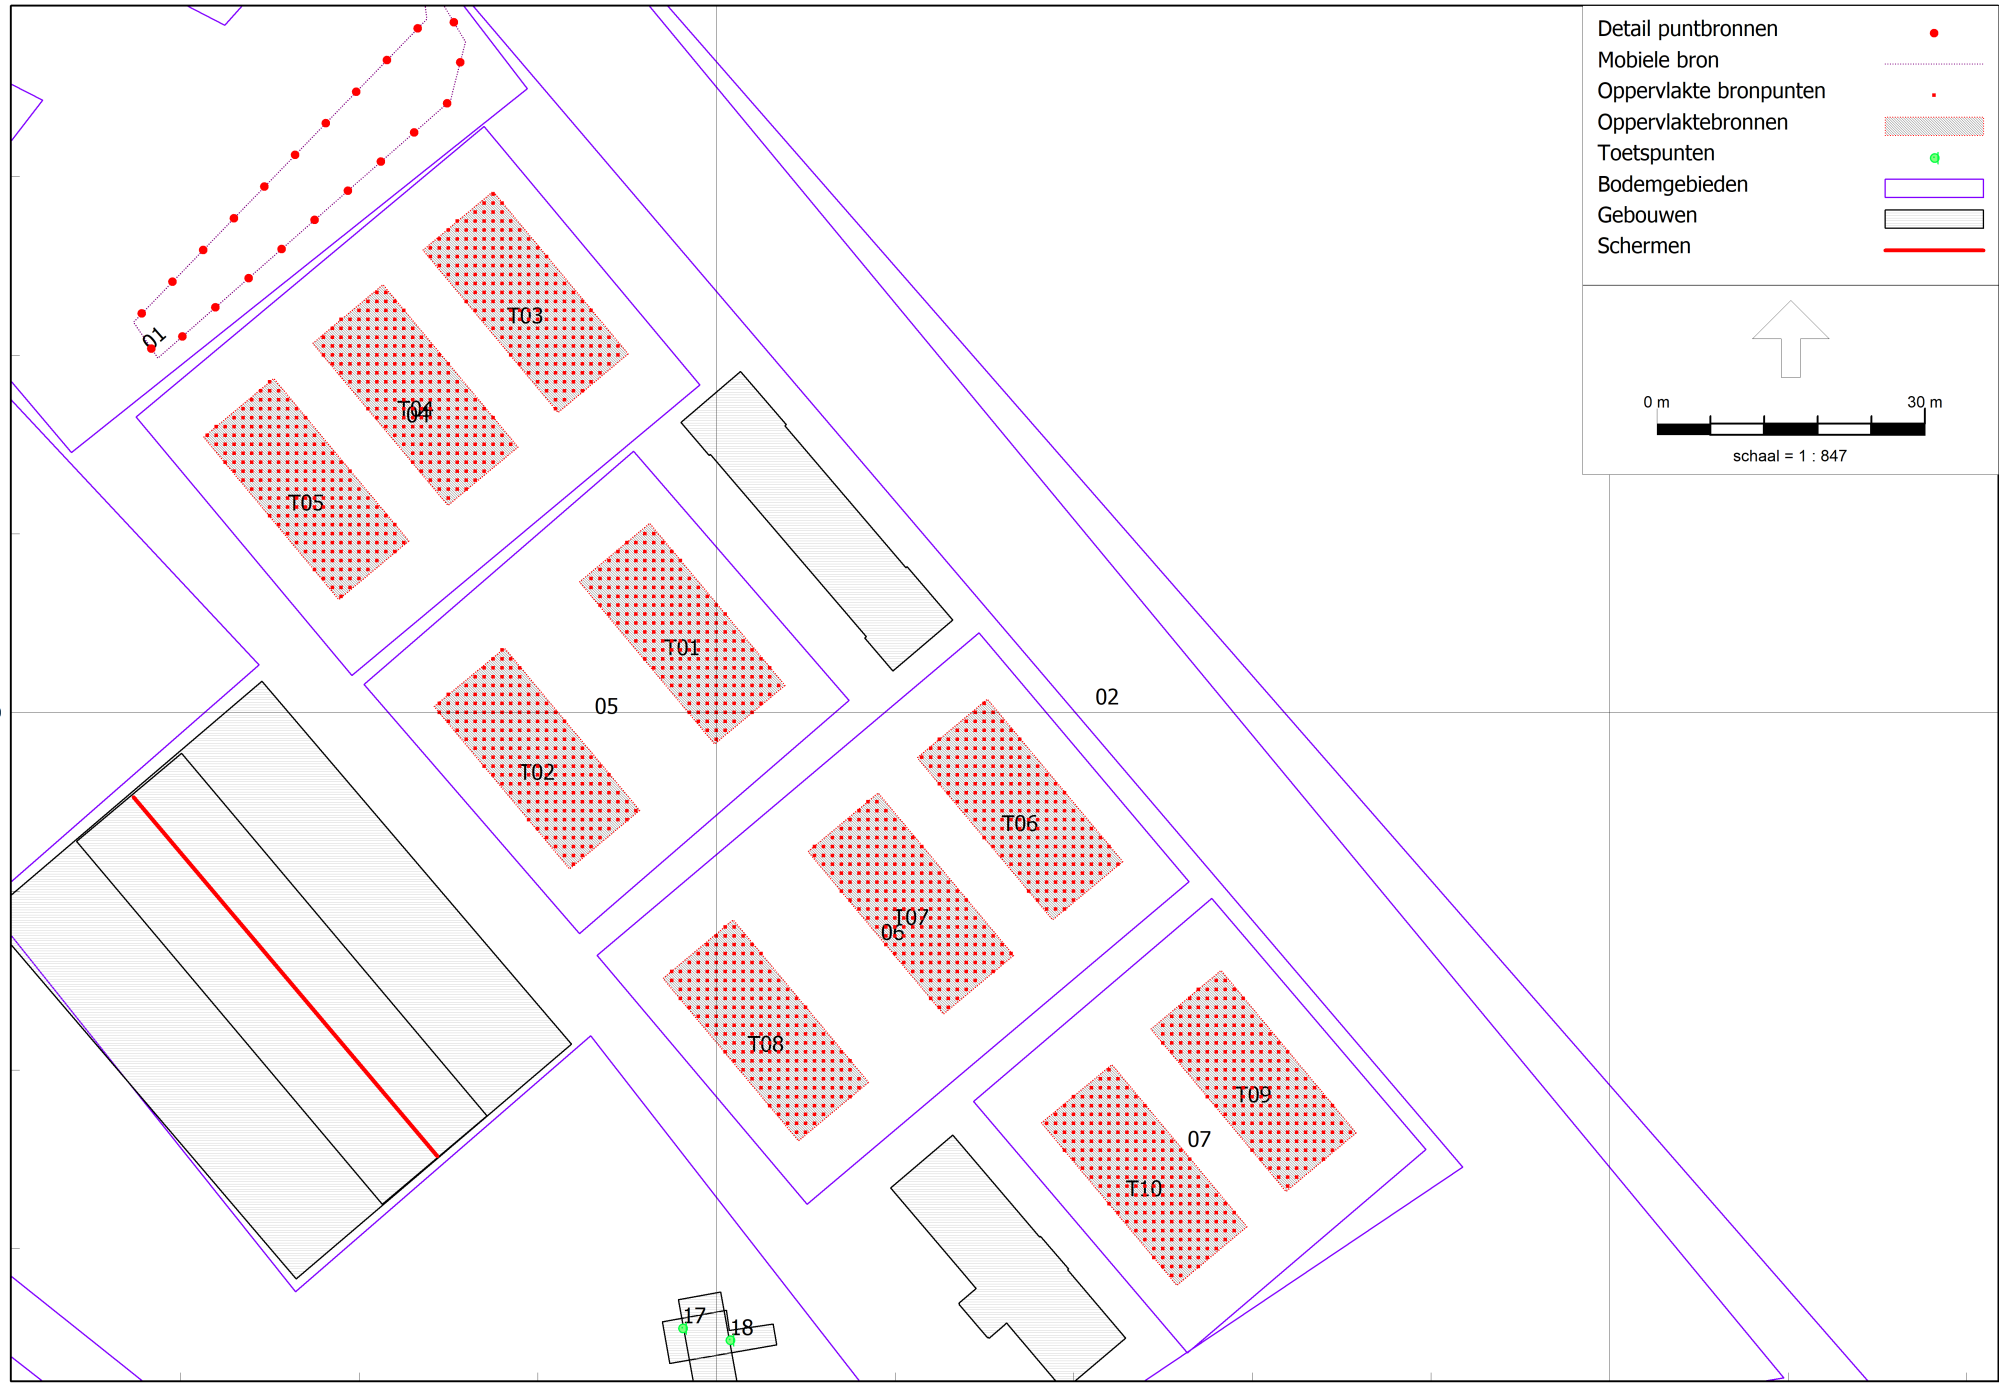 Detail puntbronnen
Mobiele bron
Oppervlakte bronpunten
Oppervlaktebronnen
Toetspunten
Bodemgebieden
Gebouwen
Schermen
0 m
30 m
schaal = 1 : 847
01
T03
T04
04
T05
T01
05
02
T02
T06
T07
06
T08
T09
07
T10
17
18